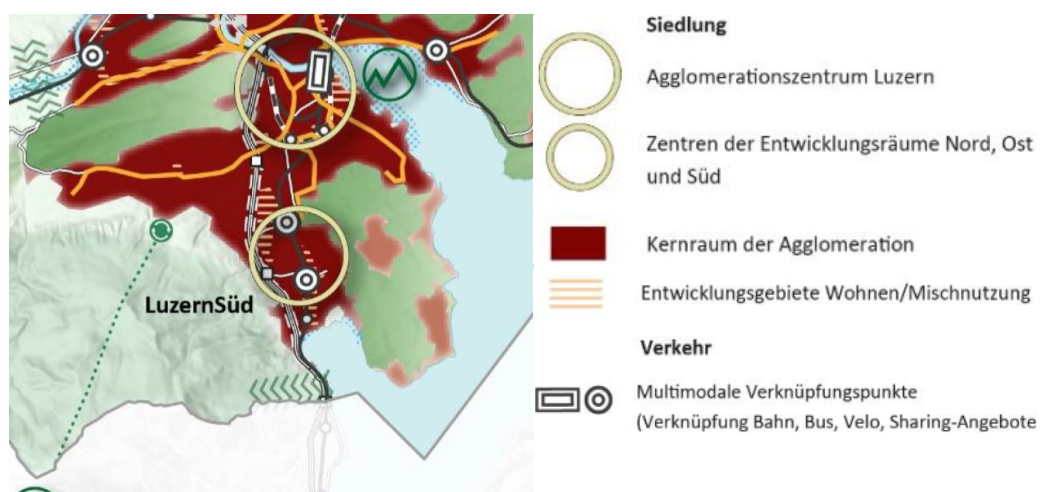 LuzernSüd
Siedlung
Agglomerationszentrum Luzern
Zentren der Entwicklungsräume Nord, Ost
und Süd
Kernraum der Agglomeration
Entwicklungsgebiete Wohnen/Mischnutzung
Verkehr
Multimodale Verknüpfungspunkte
(Verknüpfung Bahn, Bus, Velo, Sharing-Angebote